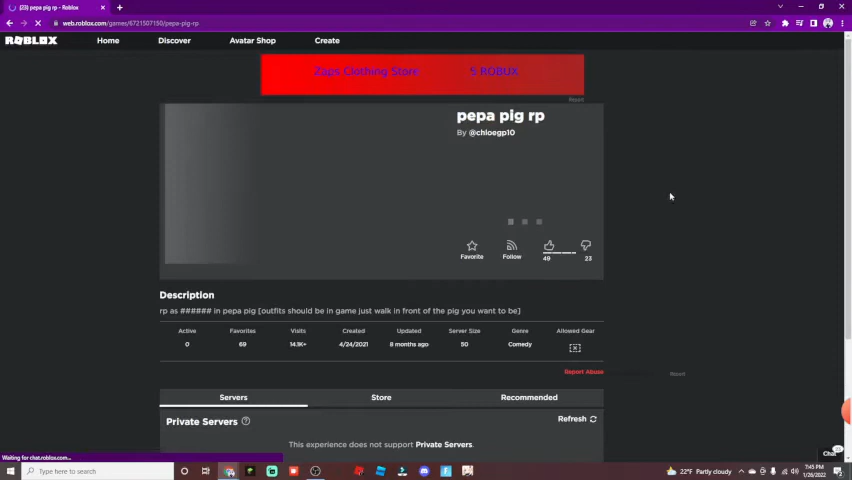 (23) pepa pig rp - Roblox
web.roblox.com/games/6721507150/pepa-pig-rp
ROBLOX Home Discover Avatar Shop Create
Zaps Clothing Store 5 ROBUX
Report
pepa pig rp
By @chloegp10
Favorite Follow 49 23
Description
rp as ###### in pepa pig [outfits should be in game just walk in front of the pig you want to be]
Active Favorites Visits Created Updated Server Size Genre Allowed Gear
0 69 14.1K+ 4/24/2021 8 months ago 50 Comedy
Report Abuse
Report
Servers Store Recommended
Private Servers Refresh
This experience does not support Private Servers.
Waiting for chat.roblox.com...
Chat
Type here to search
22°F Partly cloudy
7:45 PM
1/28/2022